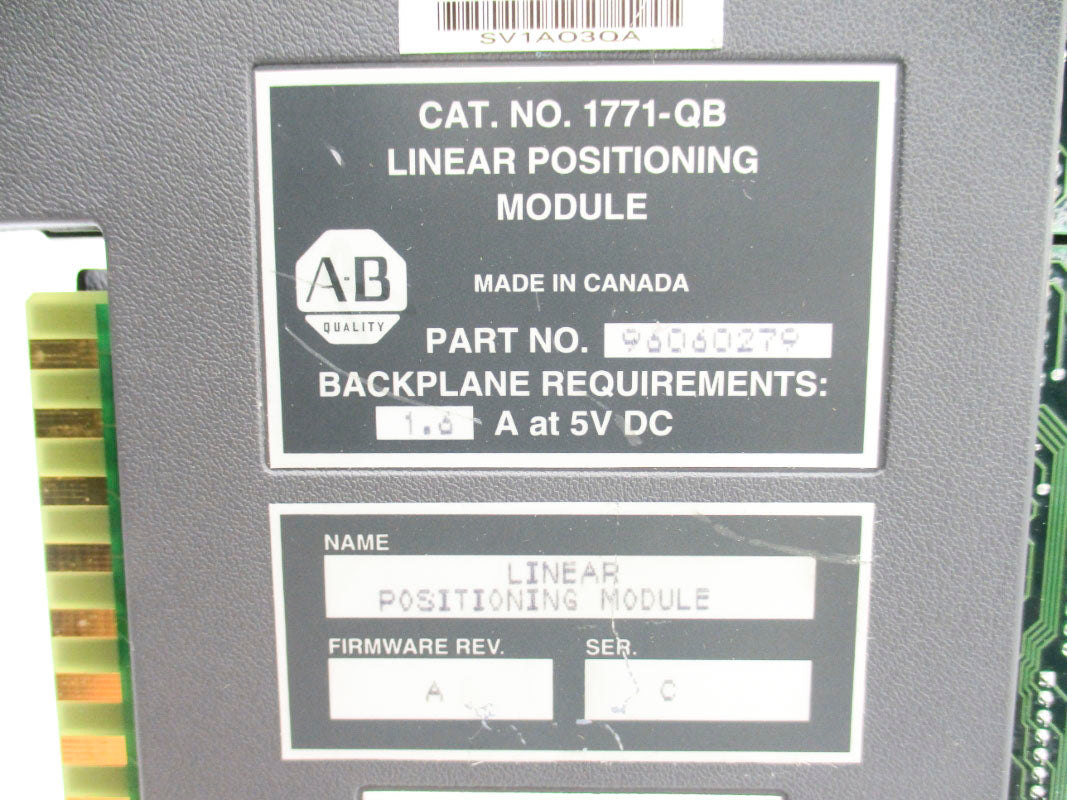 SV1A030A
CAT. NO. 1771-QB
LINEAR POSITIONING
MODULE
A-B
QUALITY
MADE IN CANADA
PART NO. 96060279
BACKPLANE REQUIREMENTS:
1.6 A at 5V DC
NAME
LINEAR
POSITIONING MODULE
FIRMWARE REV. SER.
A C